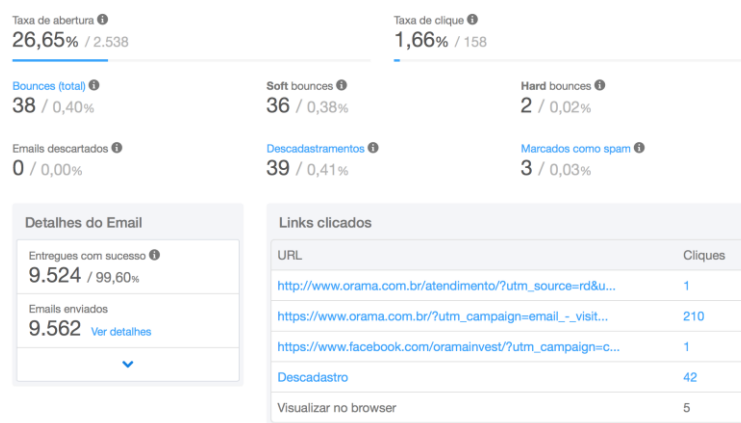 Taxa de abertura
26,65% / 2.538
Taxa de clique
1,66% / 158
Bounces (total)
38 / 0,40%
Soft bounces
36 / 0,38%
Hard bounces
2 / 0,02%
Emails descartados
0 / 0,00%
Descadastramentos
39 / 0,41%
Marcados como spam
3 / 0,03%
Detalhes do Email
Entregues com sucesso
9.524 / 99,60%
Emails enviados
9.562 Ver detalhes
Links clicados
URL Cliques
http://www.orama.com.br/atendimento/?utm_source=rd&u... 1
https://www.orama.com.br/?utm_campaign=email_-_visit... 210
https://www.facebook.com/oramainvest/?utm_campaign=c... 1
Descadastro 42
Visualizar no browser 5